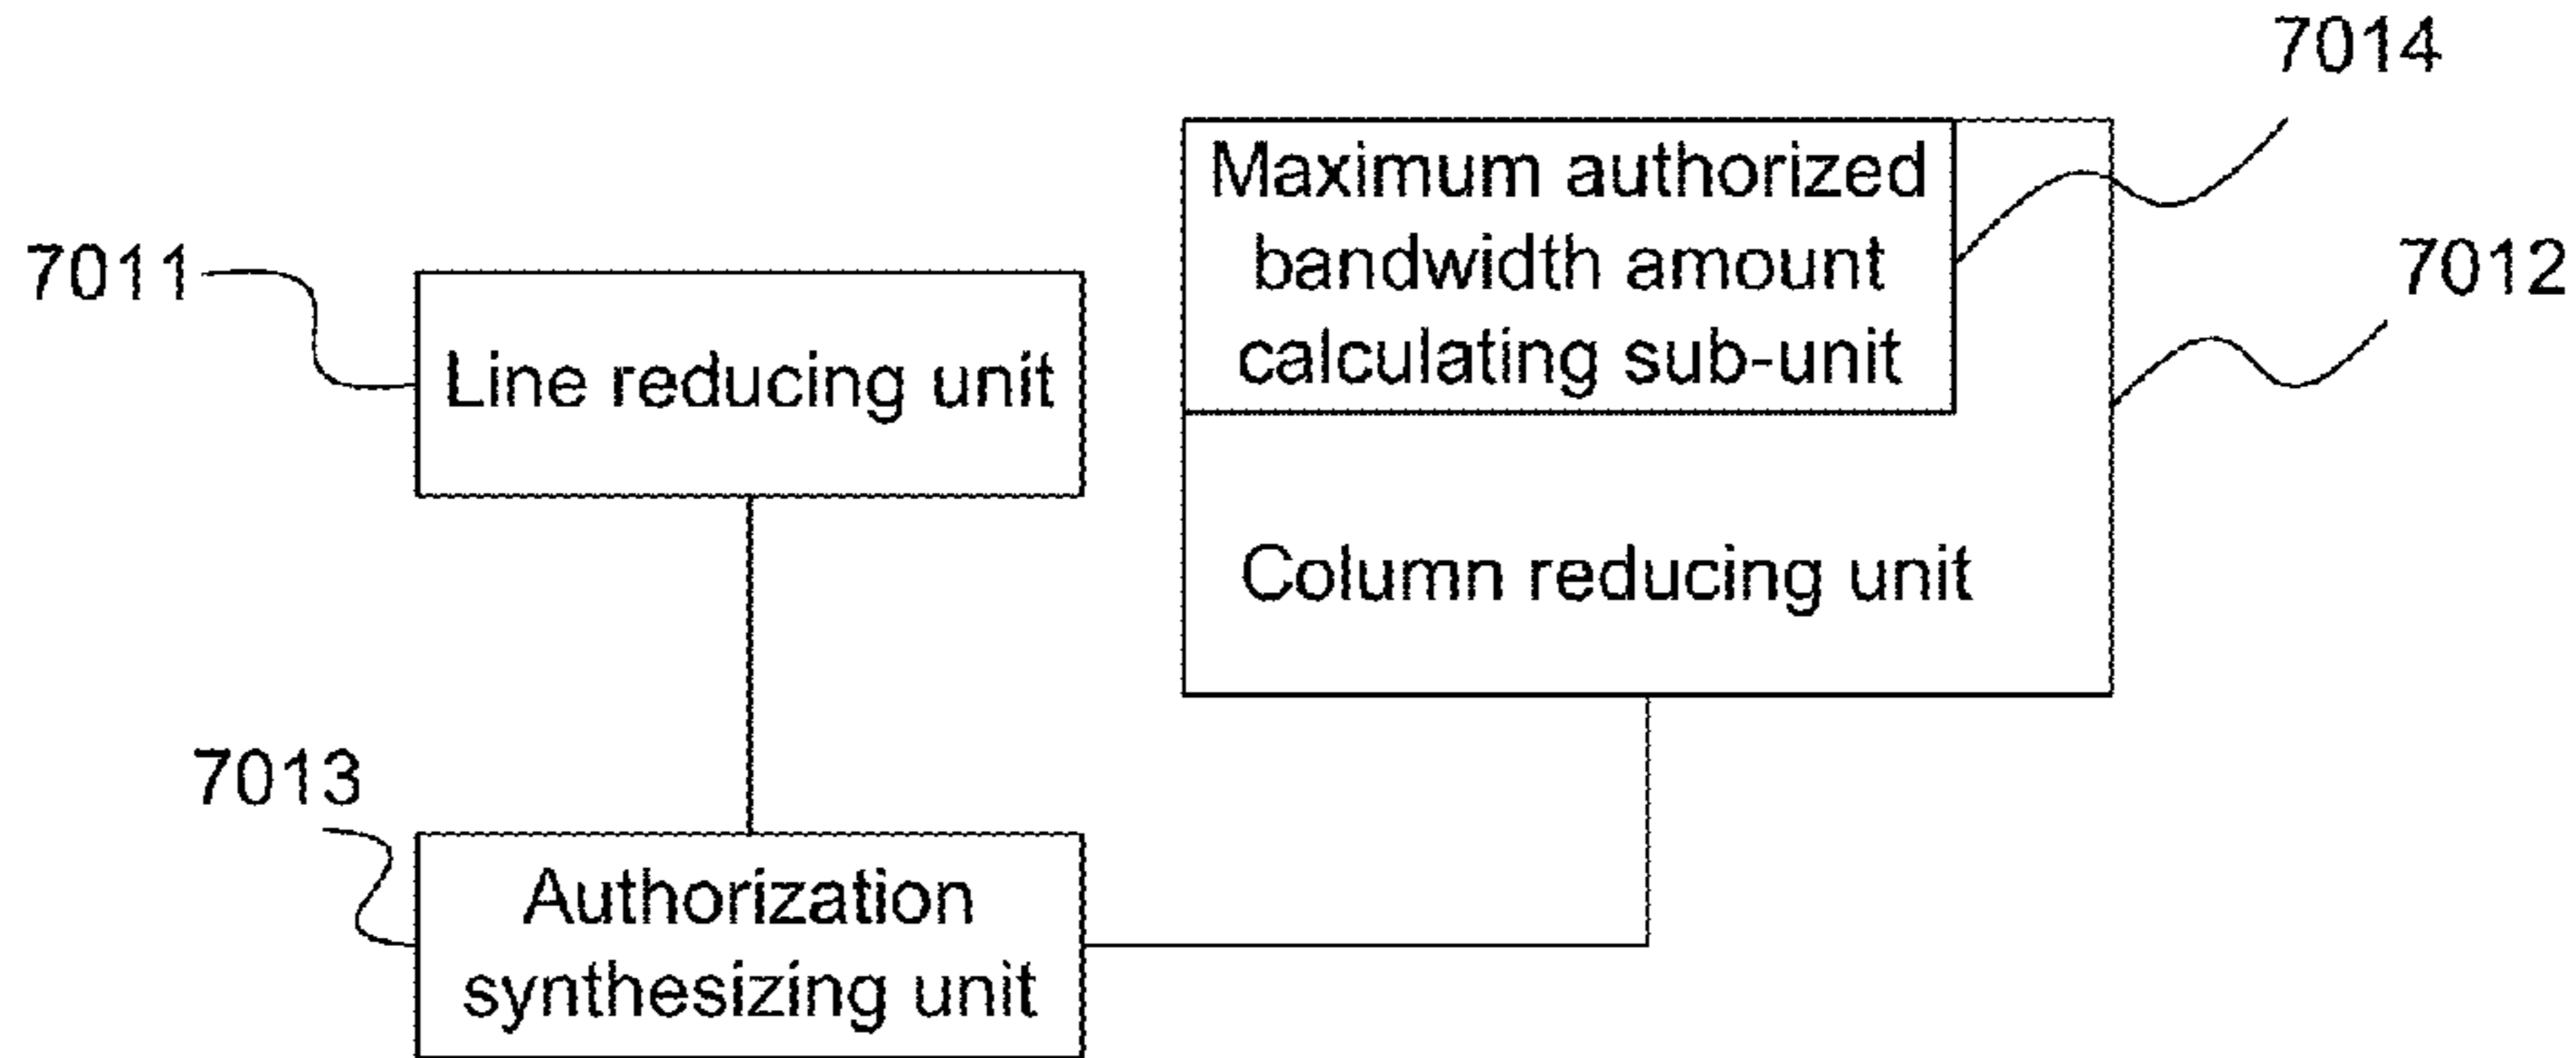 7014
Maximum authorized
bandwidth amount
calculating sub-unit
7012
7011
Line reducing unit
Column reducing unit
7013
Authorization
synthesizing unit